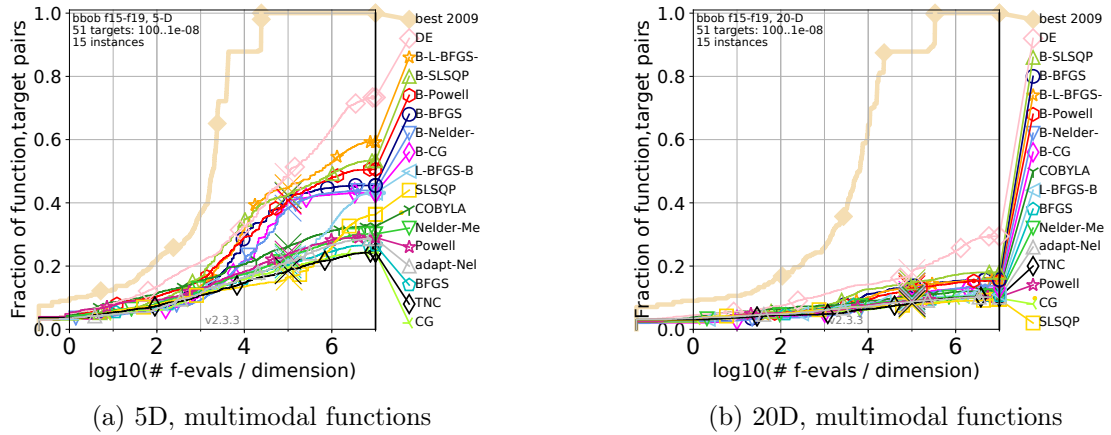 bbob f15-f19, 5-D
51 targets: 100..1e-08
15 instances
Fraction of function,target pairs
1.0
0.8
0.6
0.4
0.2
0.0
0
2
4
6
log10(# f-evals / dimension)
v2.3.3
best 2009
DE
B-L-BFGS-
B-SLSQP
B-Powell
B-BFGS
B-Nelder-
B-CG
L-BFGS-B
SLSQP
COBYLA
Nelder-Me
Powell
adapt-Nel
BFGS
TNC
CG
(a) 5D, multimodal functions
bbob f15-f19, 20-D
51 targets: 100..1e-08
15 instances
Fraction of function,target pairs
1.0
0.8
0.6
0.4
0.2
0.0
0
2
4
6
log10(# f-evals / dimension)
v2.3.3
best 2009
DE
B-SLSQP
B-BFGS
B-L-BFGS-
B-Powell
B-Nelder-
B-CG
COBYLA
L-BFGS-B
BFGS
Nelder-Me
adapt-Nel
TNC
Powell
CG
SLSQP
(b) 20D, multimodal functions